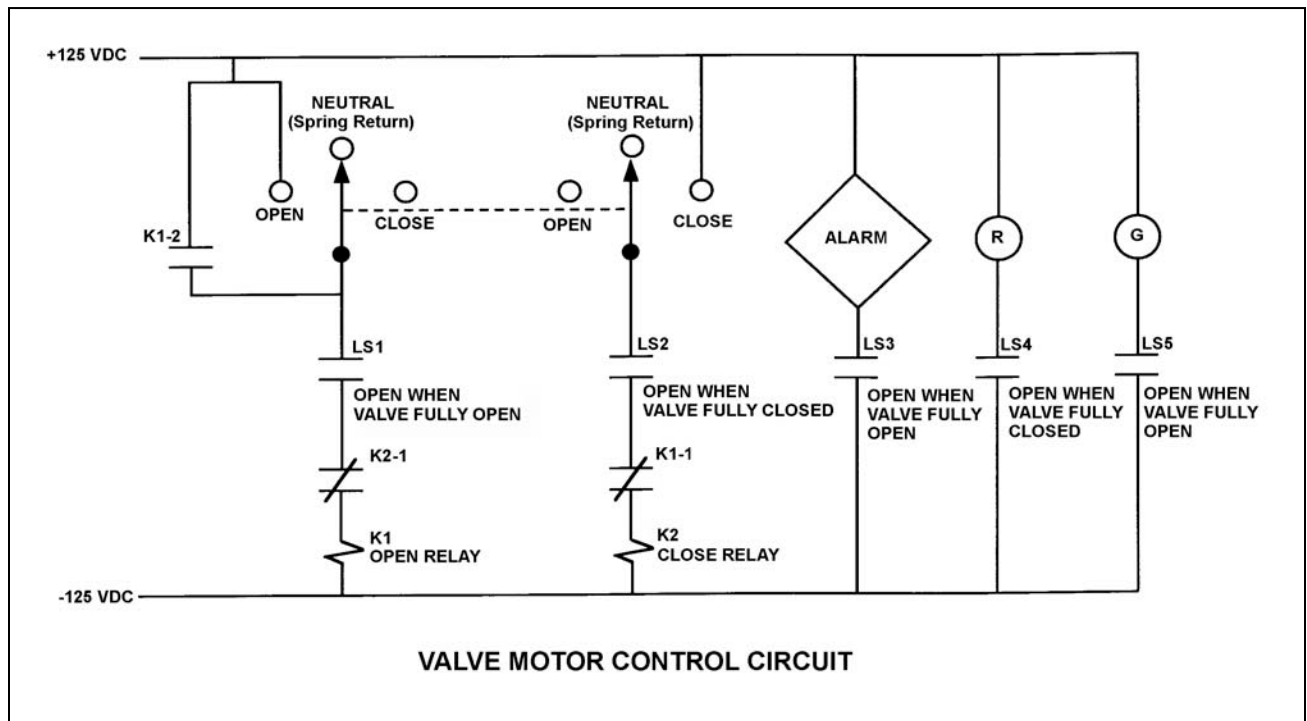 +125 VDC
NEUTRAL
(Spring Return)
NEUTRAL
(Spring Return)
OPEN
CLOSE
OPEN
CLOSE
K1-2
ALARM
R
G
LS1
OPEN WHEN
VALVE FULLY OPEN
LS2
OPEN WHEN
VALVE FULLY CLOSED
LS3
OPEN WHEN
VALVE FULLY
OPEN
LS4
OPEN WHEN
VALVE FULLY
CLOSED
LS5
OPEN WHEN
VALVE FULLY
OPEN
K2-1
K1-1
K1
OPEN RELAY
K2
CLOSE RELAY
-125 VDC
VALVE MOTOR CONTROL CIRCUIT